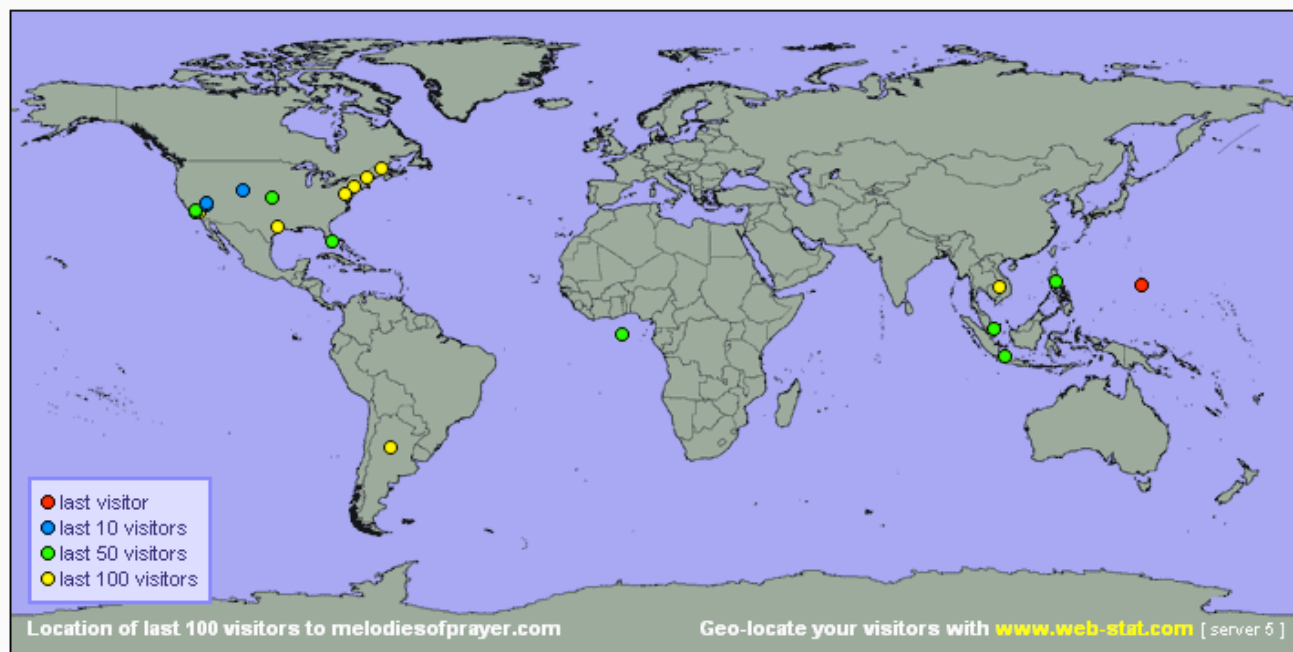 last visitor
last 10 visitors
last 50 visitors
last 100 visitors
Location of last 100 visitors to melodiesofprayer.com
Geo-locate your visitors with www.web-stat.com [ server 5 ]